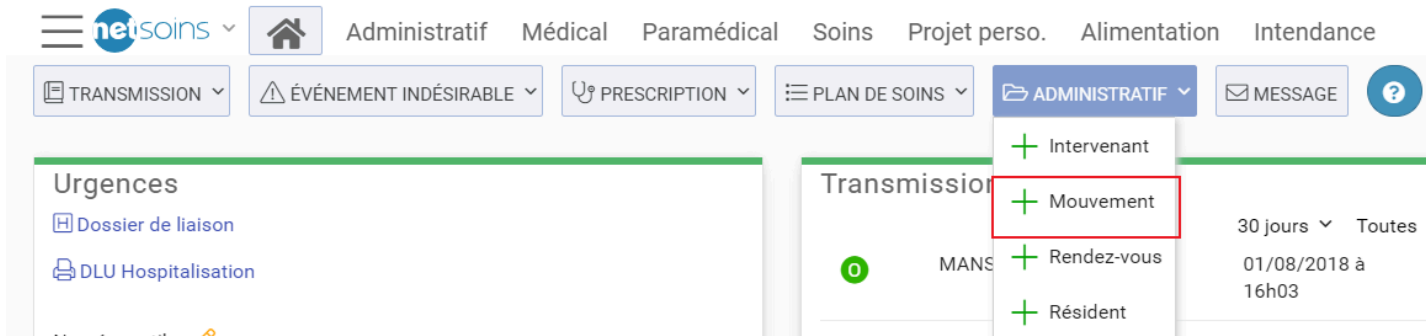 netsoins Administratif Médical Paramédical Soins Projet perso. Alimentation Intendance
TRANSMISSION ÉVÉNEMENT INDÉSIRABLE PRESCRIPTION PLAN DE SOINS ADMINISTRATIF MESSAGE ?
Intervenant
Urgences
Transmission
Mouvement
H Dossier de liaison
30 jours Toutes
DLU Hospitalisation
O MANS
Rendez-vous
01/08/2018 à
16h03
Résident